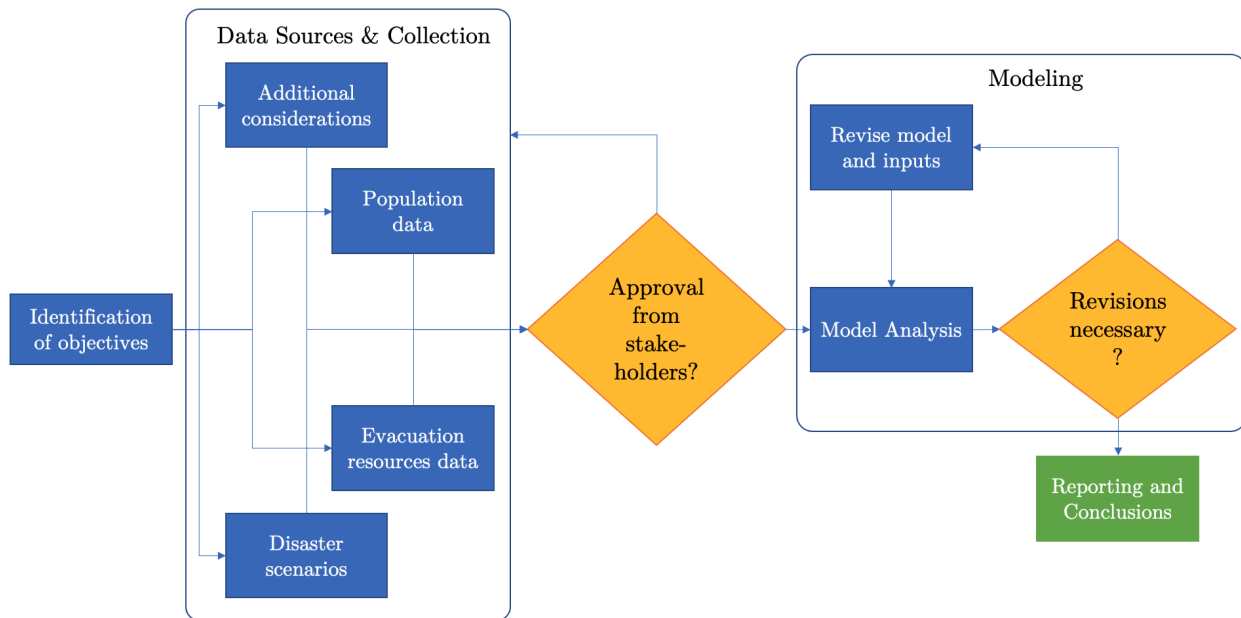 Data Sources & Collection
Additional
considerations
Population
data
Identification
of objectives
Evacuation
resources data
Disaster
scenarios
Approval
from
stake-
holders?
Modeling
Revise model
and inputs
Model Analysis
Revisions
necessary
?
Reporting and
Conclusions